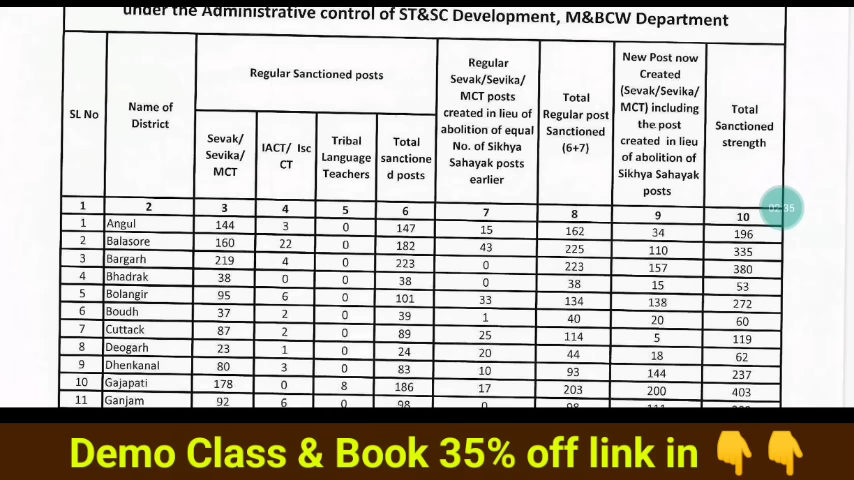 under the Administrative control of ST&SC Development, M&BCW Department
SL No | Name of District | Regular Sanctioned posts | Regular Sevak/Sevika/ MCT posts created in lieu of abolition of equal No. of Sikhya Sahayak posts earlier | Total Regular post Sanctioned (6+7) | New Post now Created (Sevak/Sevika/ MCT) including the post created in lieu of abolition of Sikhya Sahayak posts | Total Sanctioned strength
Sevak/ Sevika/ MCT | IACT/ Isc CT | Tribal Language Teachers | Total sanctione d posts
1 | 2 | 3 | 4 | 5 | 6 | 7 | 8 | 9 | 10
1 | Angul | 144 | 3 | 0 | 147 | 15 | 162 | 34 | 196
2 | Balasore | 160 | 22 | 0 | 182 | 43 | 225 | 110 | 335
3 | Bargarh | 219 | 4 | 0 | 223 | 0 | 223 | 157 | 380
4 | Bhadrak | 38 | 0 | 0 | 38 | 0 | 38 | 15 | 53
5 | Bolangir | 95 | 6 | 0 | 101 | 33 | 134 | 138 | 272
6 | Boudh | 37 | 2 | 0 | 39 | 1 | 40 | 20 | 60
7 | Cuttack | 87 | 2 | 0 | 89 | 25 | 114 | 5 | 119
8 | Deogarh | 23 | 1 | 0 | 24 | 20 | 44 | 18 | 62
9 | Dhenkanal | 80 | 3 | 0 | 83 | 10 | 93 | 144 | 237
10 | Gajapati | 178 | 0 | 8 | 186 | 17 | 203 | 200 | 403
11 | Ganjam | 92 | 6 | 0 | 98 | 0 | 98
02:35
Demo Class & Book 35% off link in 👇 👇